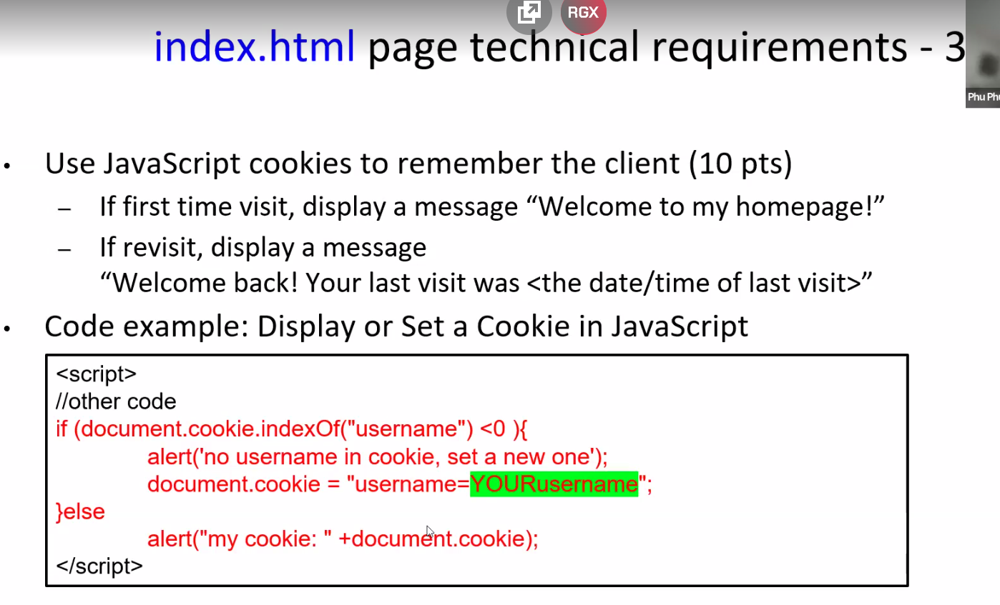 RGX
index.html page technical requirements - 3
Phu
• Use JavaScript cookies to remember the client (10 pts)
– If first time visit, display a message “Welcome to my homepage!”
– If revisit, display a message
“Welcome back! Your last visit was <the date/time of last visit>”
• Code example: Display or Set a Cookie in JavaScript
<script>
//other code
if (document.cookie.indexOf("username") <0 ){
alert('no username in cookie, set a new one');
document.cookie = "username=YOURusername";
}else
alert("my cookie: " +document.cookie);
</script>